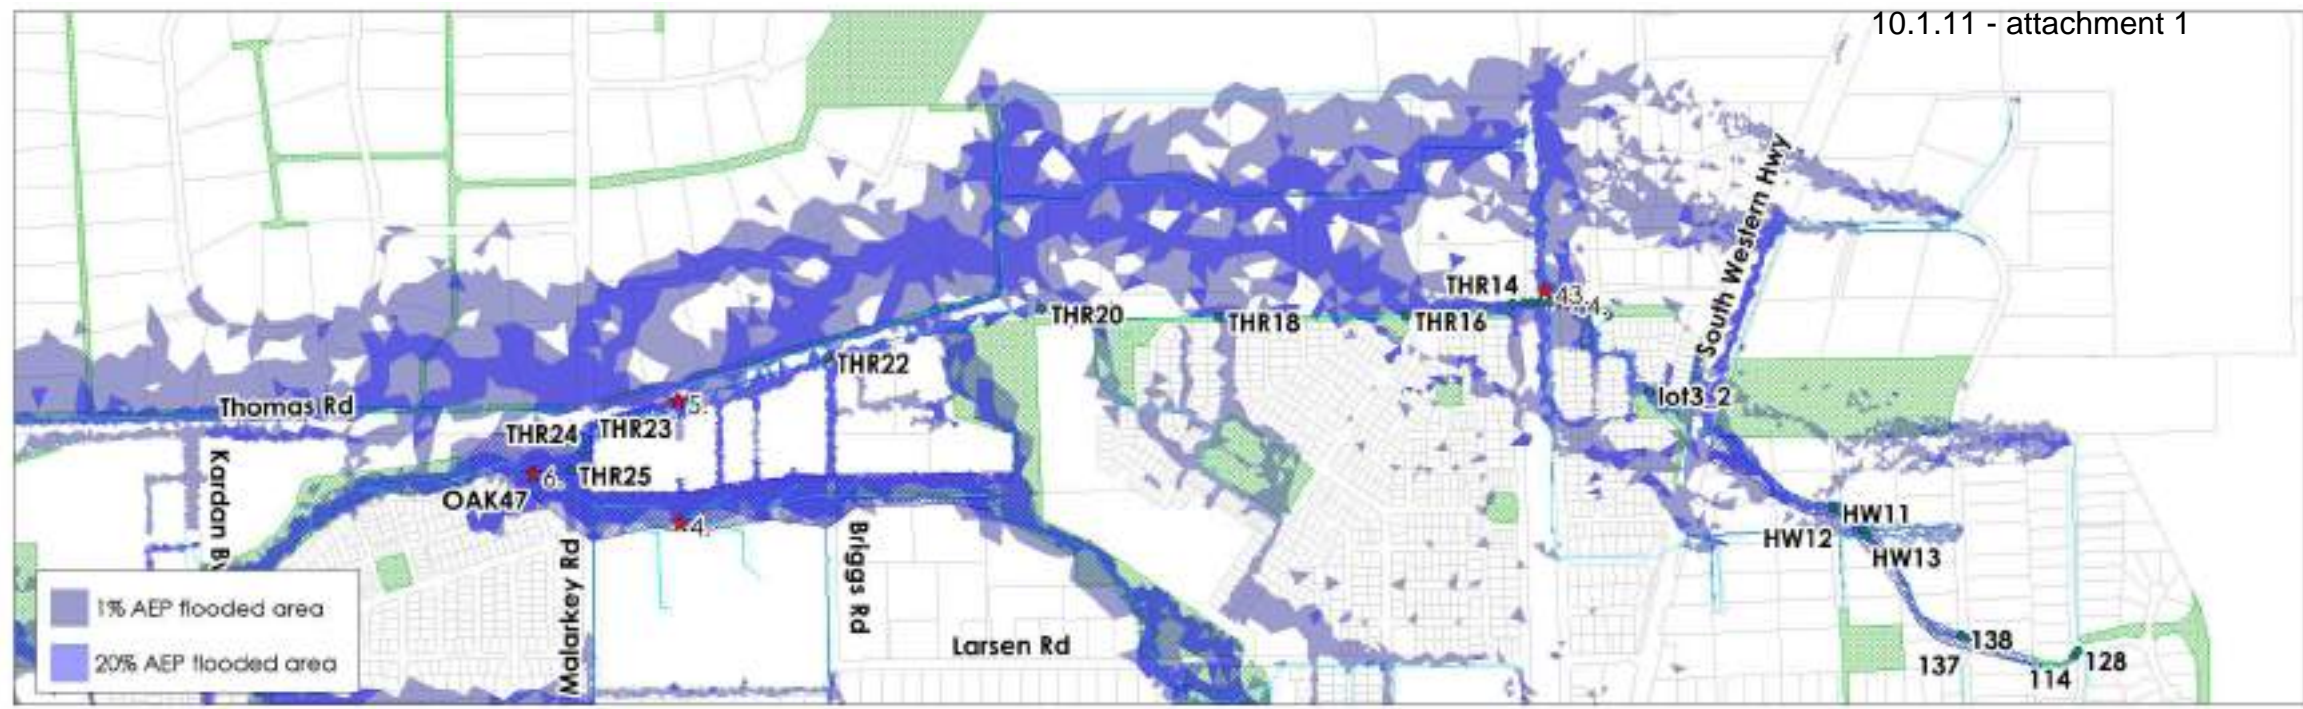 10.1.11 - attachment 1
South Western Hwy
THR14
43.
THR20
THR18
THR16
THR22
lot3_2
Thomas Rd
5.
THR24
THR23
6.
THR25
OAK47
4.
Kardan
Malarkey Rd
Briggs Rd
Larsen Rd
HW11
HW12
HW13
138
137
114
128
1% AEP flooded area
20% AEP flooded area